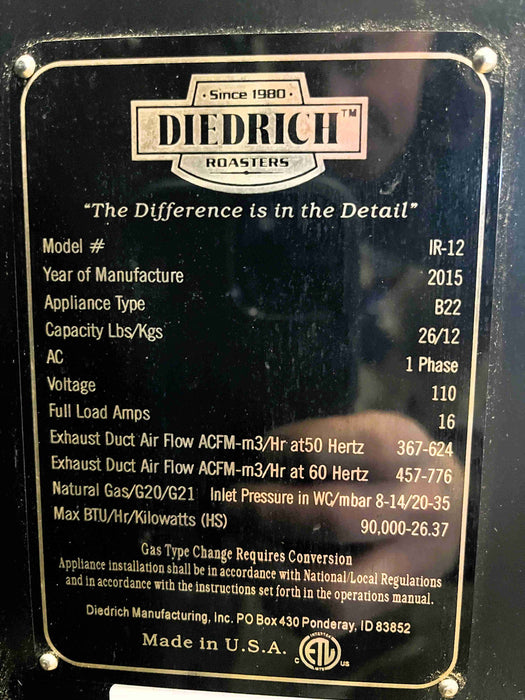 · Since 1980 ·
DIEDRICH™
ROASTERS
"The Difference is in the Detail"
Model # IR-12
Year of Manufacture 2015
Appliance Type B22
Capacity Lbs/Kgs 26/12
AC 1 Phase
Voltage 110
Full Load Amps 16
Exhaust Duct Air Flow ACFM-m3/Hr at50 Hertz 367-624
Exhaust Duct Air Flow ACFM-m3/Hr at 60 Hertz 457-776
Natural Gas/G20/G21 Inlet Pressure in WC/mbar 8-14/20-35
Max BTU/Hr/Kilowatts (HS) 90,000-26.37
Gas Type Change Requires Conversion
Appliance installation shall be in accordance with National/Local Regulations
and in accordance with the instructions set forth in the operations manual.
Diedrich Manufacturing, Inc. PO Box 430 Ponderay, ID 83852
Made in U.S.A. C ETL US